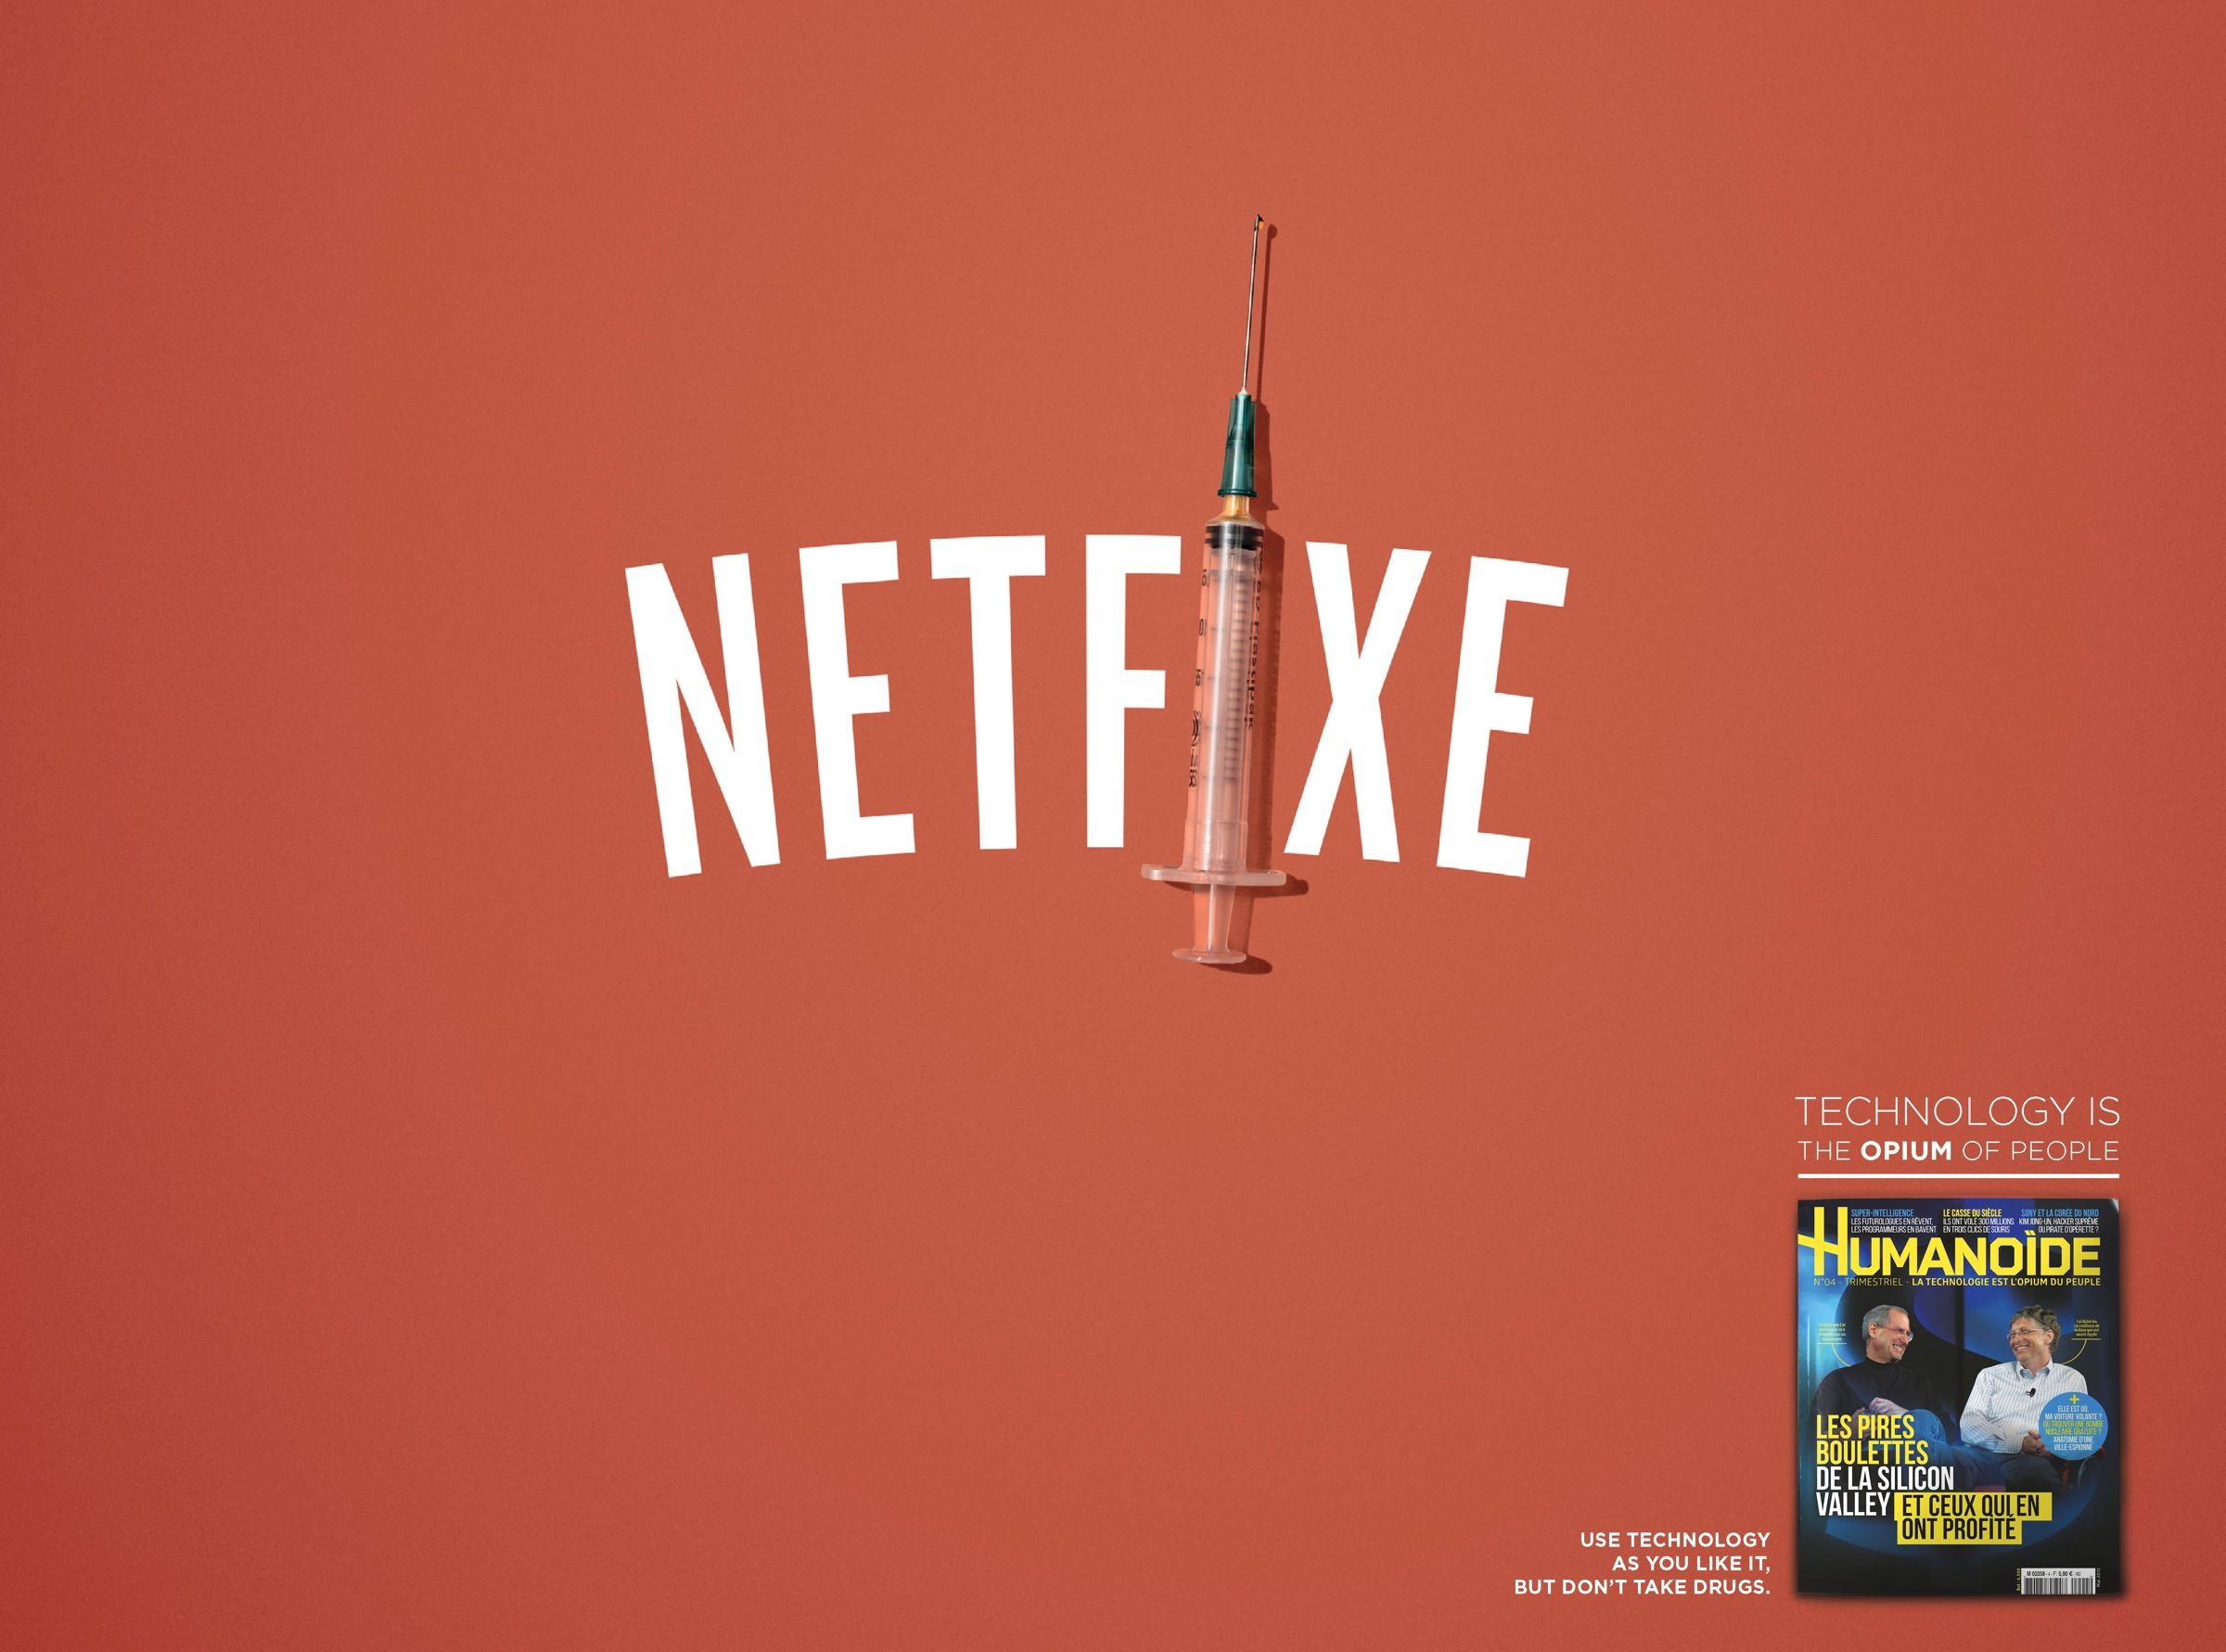 NETFIXE
TECHNOLOGY IS
THE OPIUM OF PEOPLE
SUPER-INTELLIGENCE
LES FUTUROLOGUES EN RÊVENT,
LES PROGRAMMEURS EN BAVENT
LE CASSE DU SIÈCLE
ILS ONT VOLÉ 300 MILLIONS
EN TROIS CLICS DE SOURIS
SONY ET LA CORÉE DU NORD
KIM JONG-UN, HACKER SUPRÊME
OU PIRATE D'OPÉRETTE ?
HUMANOÏDE
N°04 - TRIMESTRIEL - LA TECHNOLOGIE EST L'OPIUM DU PEUPLE
+
ELLE EST OÙ,
MA VOITURE VOLANTE ?
OÙ TROUVER UNE BOMBE
NUCLÉAIRE GRATUITE ?
ANATOMIE D'UNE
VILLE-ESPIONNE
LES PIRES
BOULETTES
DE LA SILICON
VALLEY ET CEUX QUI EN
ONT PROFITÉ
USE TECHNOLOGY
AS YOU LIKE IT,
BUT DON'T TAKE DRUGS.